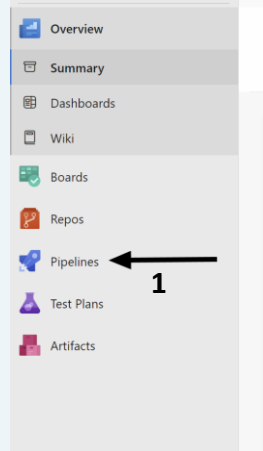 Overview
Summary
Dashboards
Wiki
Boards
Repos
Pipelines
1
Test Plans
Artifacts